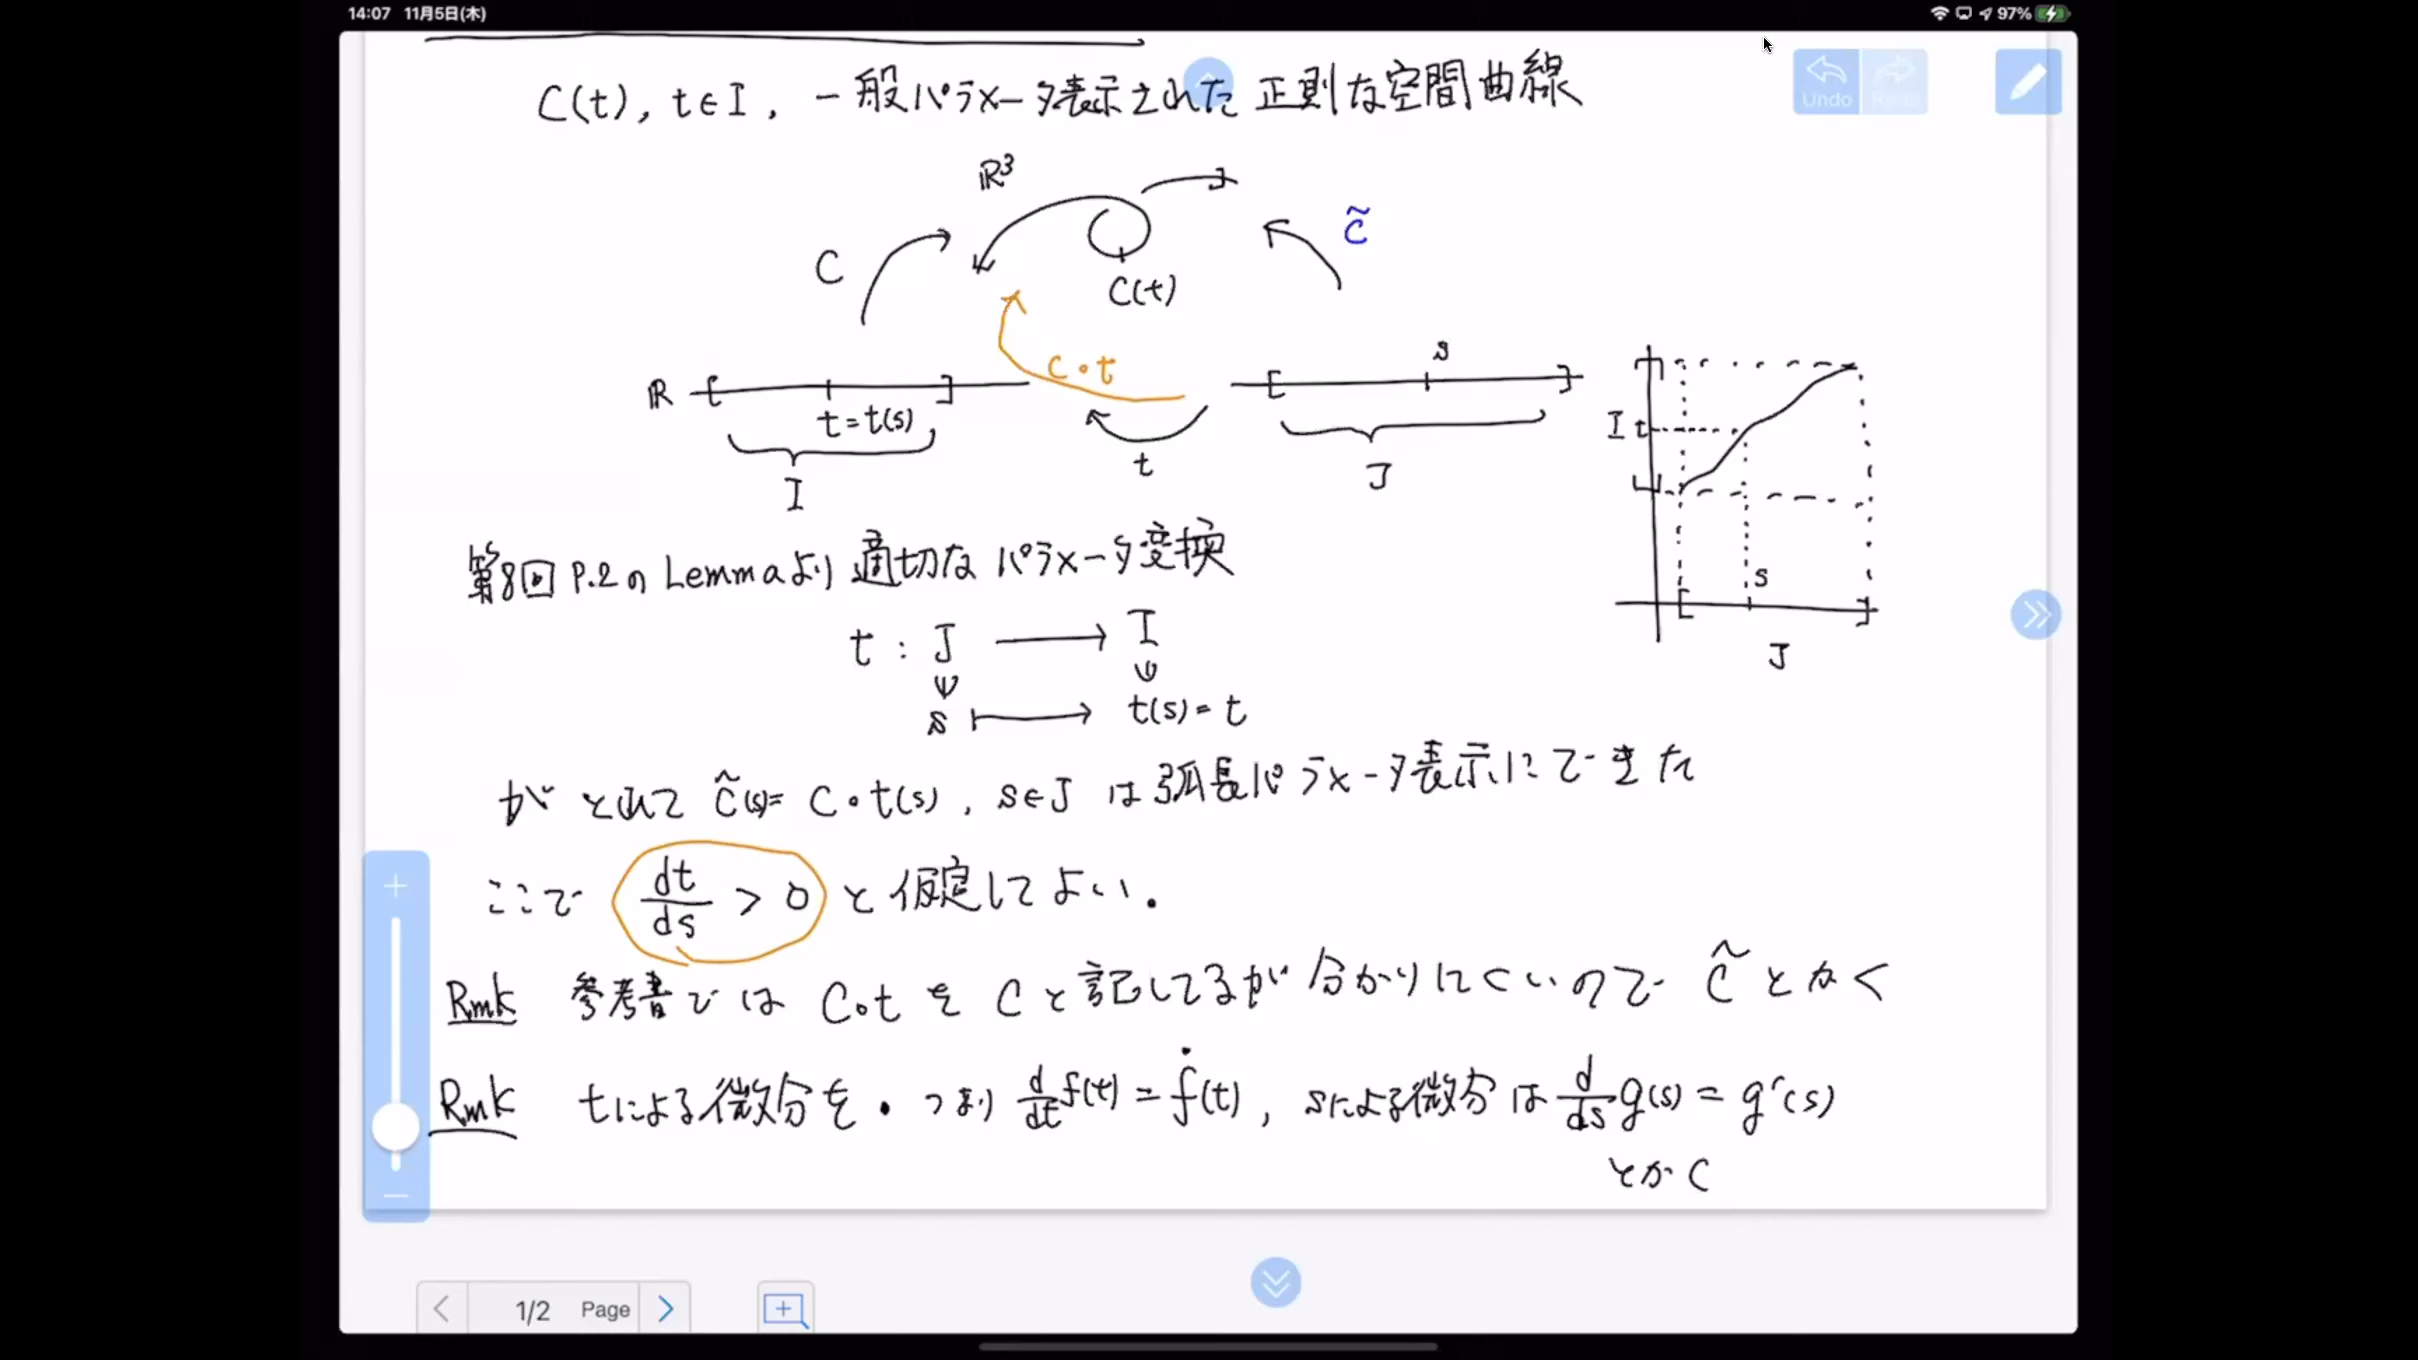 14:07 11月5日(木)
97%
C(t), t∈I, 一般パラメータ表示された正則な空間曲線
Undo
ℝ³
C
C̃
C(t)
C∘t
s
ℝ
t=t(s)
I
t
J
I t
s
J
第8回 P.2の Lemmaより 適切な パラメータ変換
t : J ⟶ I
s ⟼ t(s)=t
がとれて C̃(s)= C∘t(s), s∈J は弧長パラメータ表示にできた
ここで dt/ds > 0 と仮定してよい.
Rmk 参考書では C∘t を C と記してるが 分かりにくいので C̃ とかく
Rmk tによる微分を・つまり d/dt f(t) = ḟ(t), sによる微分は d/ds g(s) = g′(s)
とかく
1/2 Page